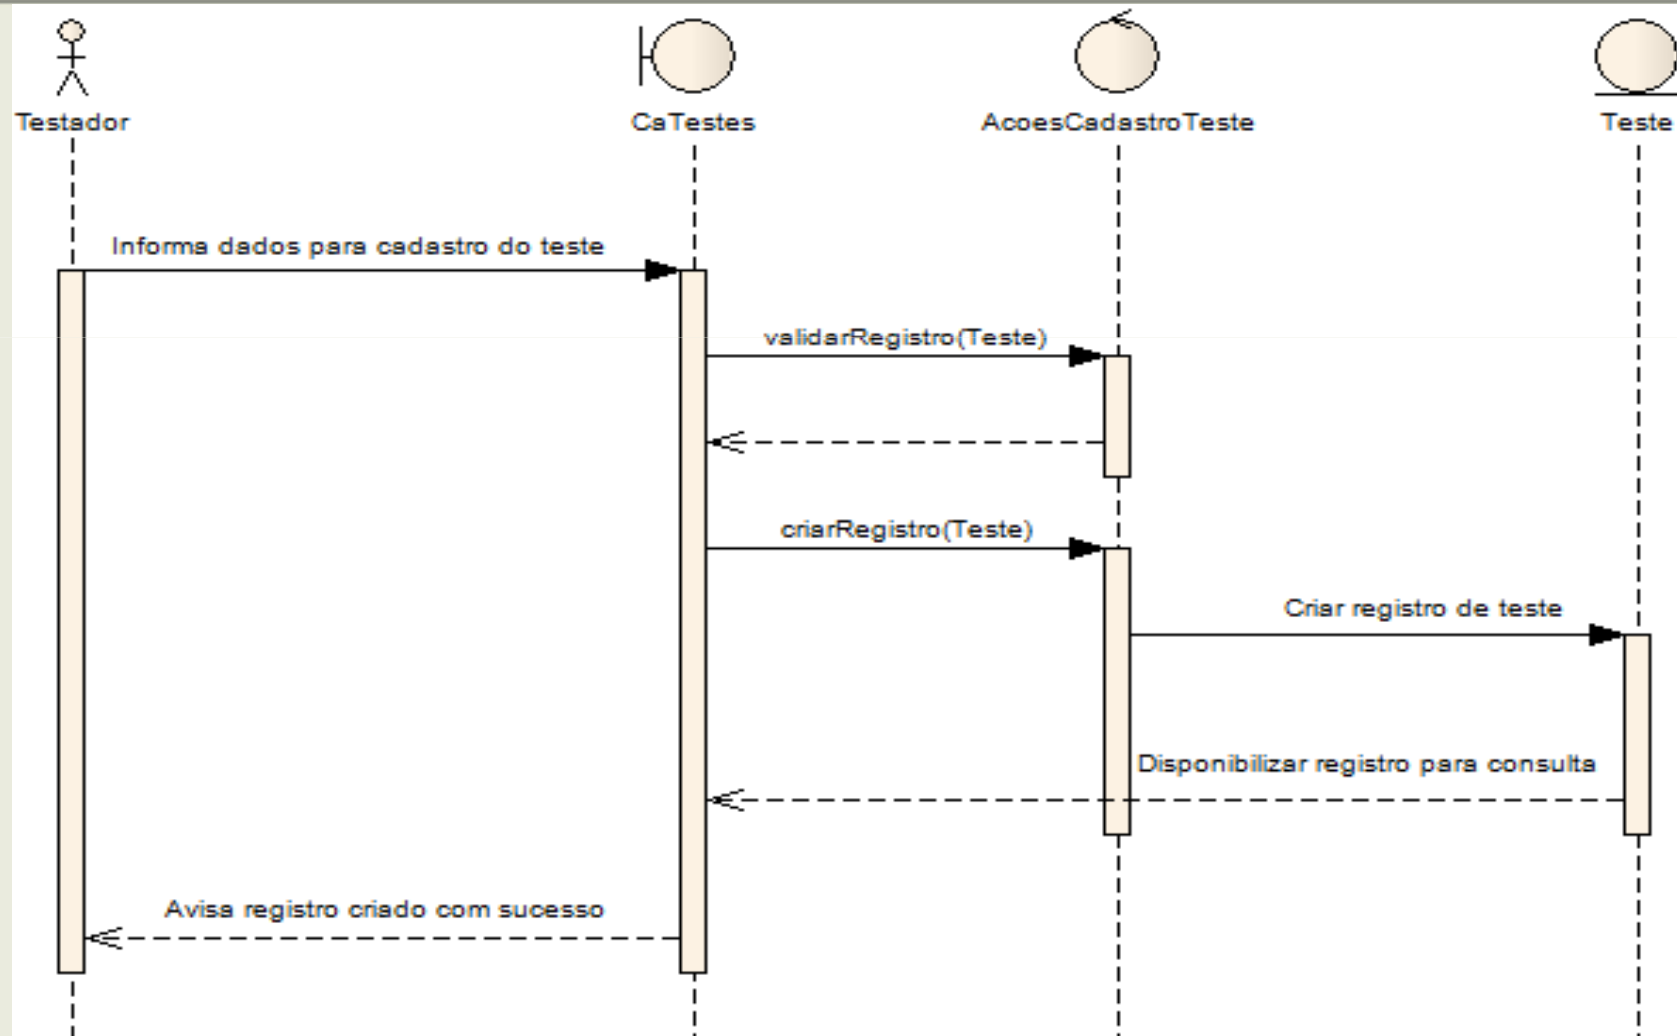 Testador
CaTestes
AcoesCadastroTeste
Teste
Informa dados para cadastro do teste
validarRegistro(Teste)
criarRegistro(Teste)
Criar registro de teste
Disponibilizar registro para consulta
Avisa registro criado com sucesso